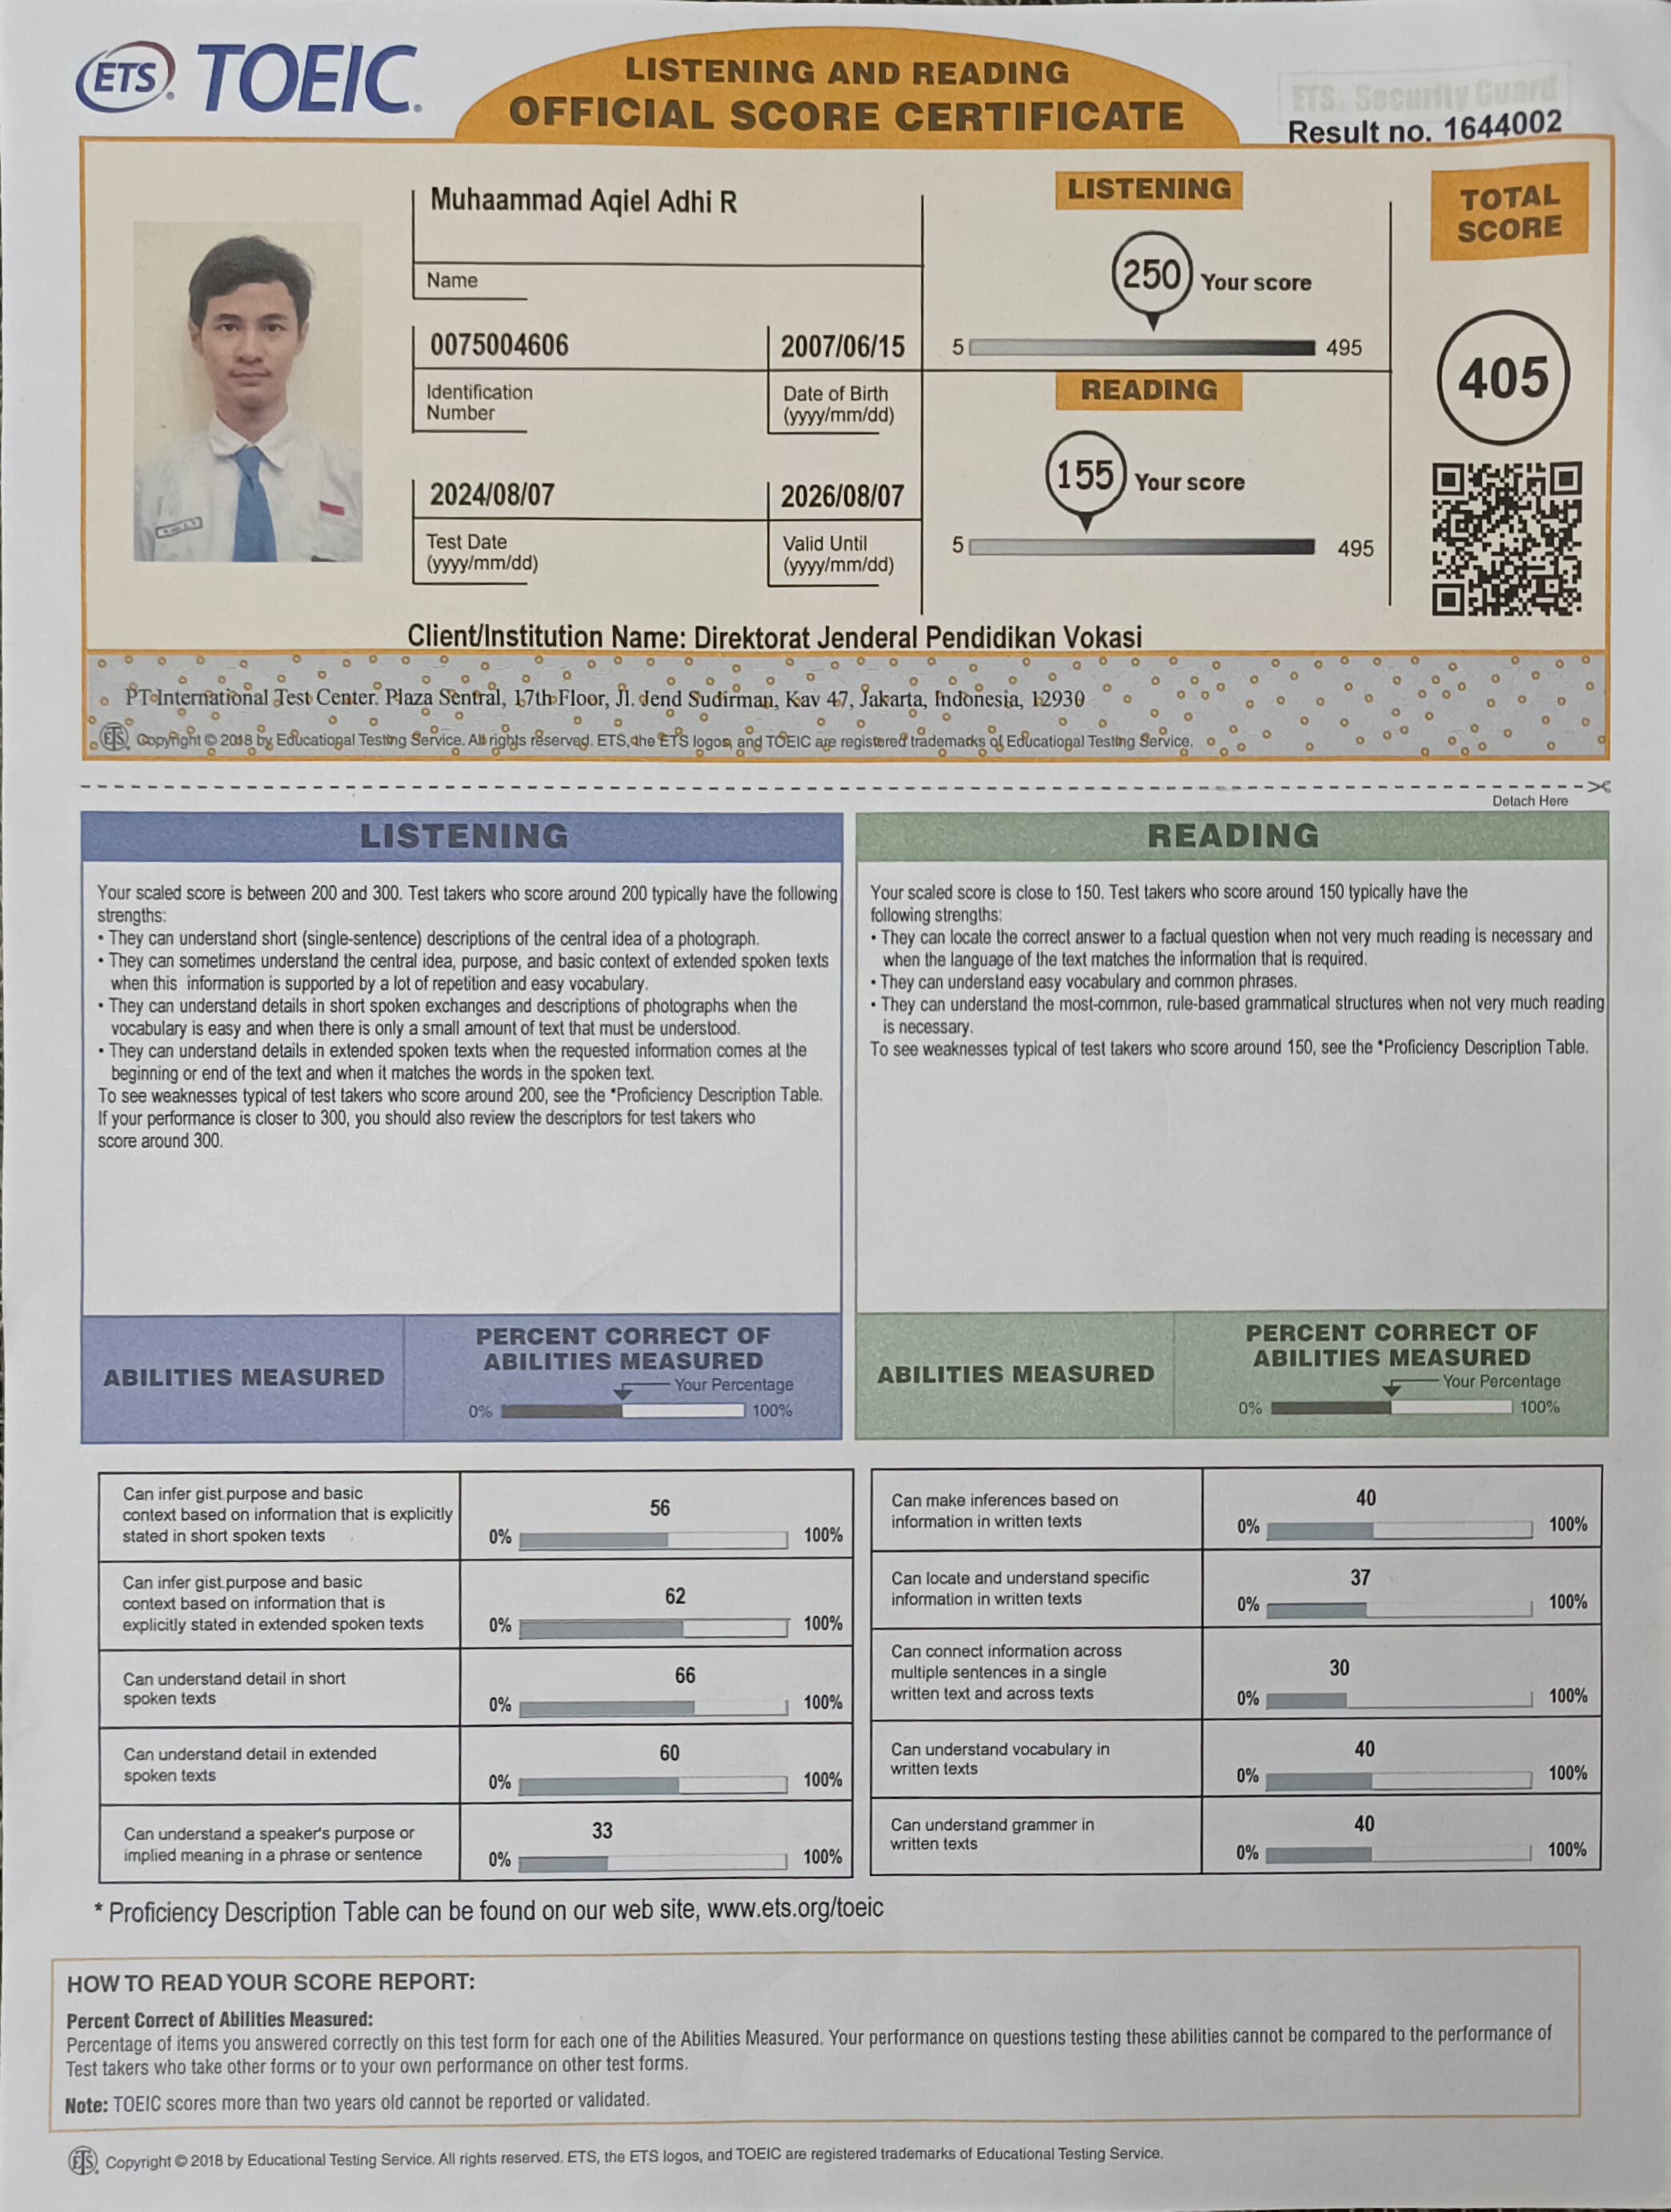 ETS® TOEIC®
LISTENING AND READING
OFFICIAL SCORE CERTIFICATE
ETS. Security Guard
Result no. 1644002
Muhaammad Aqiel Adhi R
Name
0075004606
Identification
Number
2007/06/15
Date of Birth
(yyyy/mm/dd)
2024/08/07
Test Date
(yyyy/mm/dd)
2026/08/07
Valid Until
(yyyy/mm/dd)
LISTENING
250 Your score
5 495
READING
155 Your score
5 495
TOTAL
SCORE
405
Client/Institution Name: Direktorat Jenderal Pendidikan Vokasi
PT International Test Center. Plaza Sentral, 17th Floor, Jl. Jend Sudirman, Kav 47, Jakarta, Indonesia, 12930
ETS® Copyright © 2018 by Educational Testing Service. All rights reserved. ETS, the ETS logos, and TOEIC are registered trademarks of Educational Testing Service.
Detach Here
LISTENING
Your scaled score is between 200 and 300. Test takers who score around 200 typically have the following
strengths:
• They can understand short (single-sentence) descriptions of the central idea of a photograph.
• They can sometimes understand the central idea, purpose, and basic context of extended spoken texts
when this information is supported by a lot of repetition and easy vocabulary.
• They can understand details in short spoken exchanges and descriptions of photographs when the
vocabulary is easy and when there is only a small amount of text that must be understood.
• They can understand details in extended spoken texts when the requested information comes at the
beginning or end of the text and when it matches the words in the spoken text.
To see weaknesses typical of test takers who score around 200, see the *Proficiency Description Table.
If your performance is closer to 300, you should also review the descriptors for test takers who
score around 300.
READING
Your scaled score is close to 150. Test takers who score around 150 typically have the
following strengths:
• They can locate the correct answer to a factual question when not very much reading is necessary and
when the language of the text matches the information that is required.
• They can understand easy vocabulary and common phrases.
• They can understand the most-common, rule-based grammatical structures when not very much reading
is necessary.
To see weaknesses typical of test takers who score around 150, see the *Proficiency Description Table.
ABILITIES MEASURED
PERCENT CORRECT OF
ABILITIES MEASURED
Your Percentage
0% 100%
ABILITIES MEASURED
PERCENT CORRECT OF
ABILITIES MEASURED
Your Percentage
0% 100%
Can infer gist.purpose and basic
context based on information that is explicitly
stated in short spoken texts
56
0% 100%
Can infer gist.purpose and basic
context based on information that is
explicitly stated in extended spoken texts
62
0% 100%
Can understand detail in short
spoken texts
66
0% 100%
Can understand detail in extended
spoken texts
60
0% 100%
Can understand a speaker's purpose or
implied meaning in a phrase or sentence
33
0% 100%
Can make inferences based on
information in written texts
40
0% 100%
Can locate and understand specific
information in written texts
37
0% 100%
Can connect information across
multiple sentences in a single
written text and across texts
30
0% 100%
Can understand vocabulary in
written texts
40
0% 100%
Can understand grammer in
written texts
40
0% 100%
* Proficiency Description Table can be found on our web site, www.ets.org/toeic
HOW TO READ YOUR SCORE REPORT:
Percent Correct of Abilities Measured:
Percentage of items you answered correctly on this test form for each one of the Abilities Measured. Your performance on questions testing these abilities cannot be compared to the performance of
Test takers who take other forms or to your own performance on other test forms.
Note: TOEIC scores more than two years old cannot be reported or validated.
ETS® Copyright © 2018 by Educational Testing Service. All rights reserved. ETS, the ETS logos, and TOEIC are registered trademarks of Educational Testing Service.